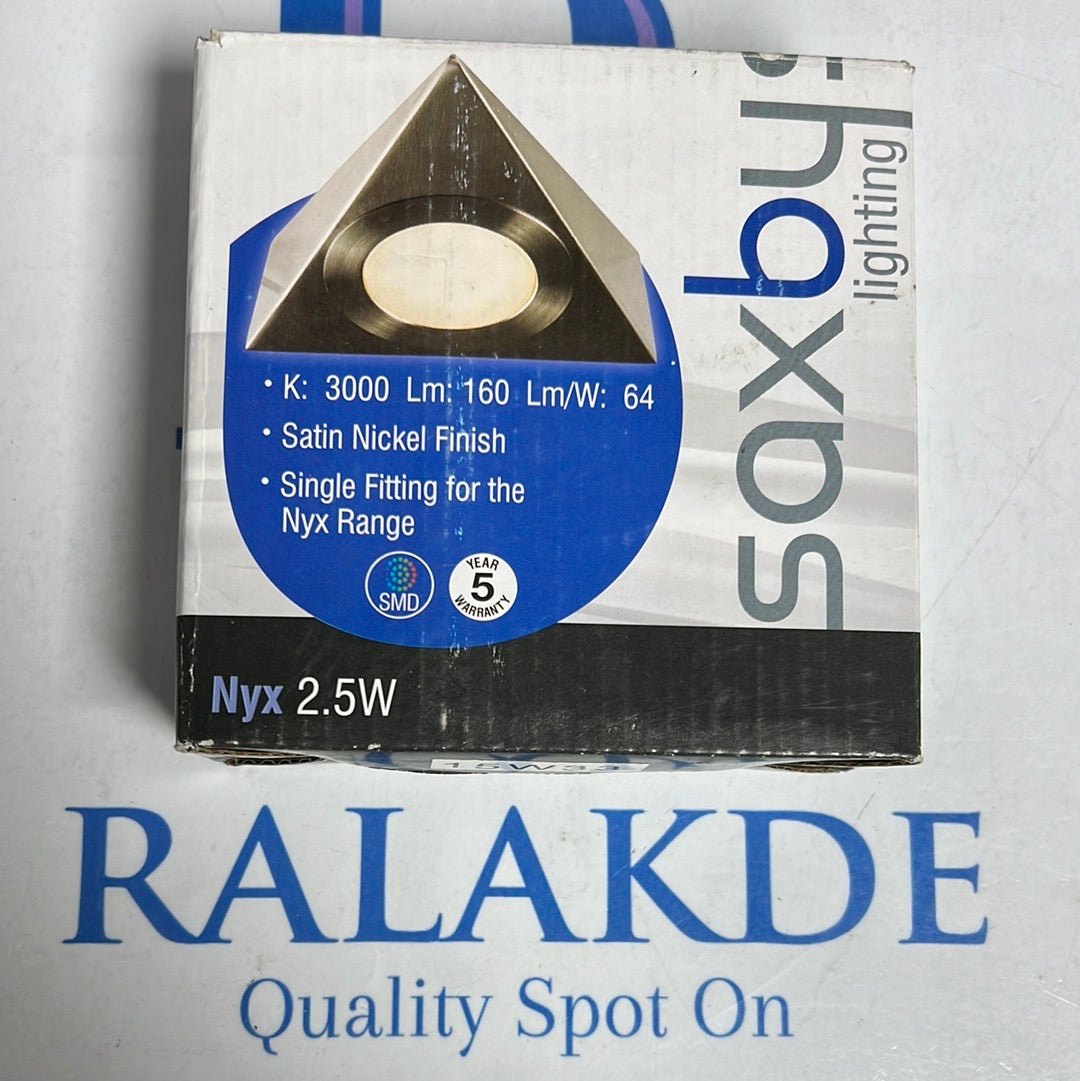 saxby
lighting
• K: 3000 Lm: 160 Lm/W: 64
• Satin Nickel Finish
• Single Fitting for the
Nyx Range
SMD
YEAR
5
WARRANTY
Nyx 2.5W
RALAKDE
Quality Spot On